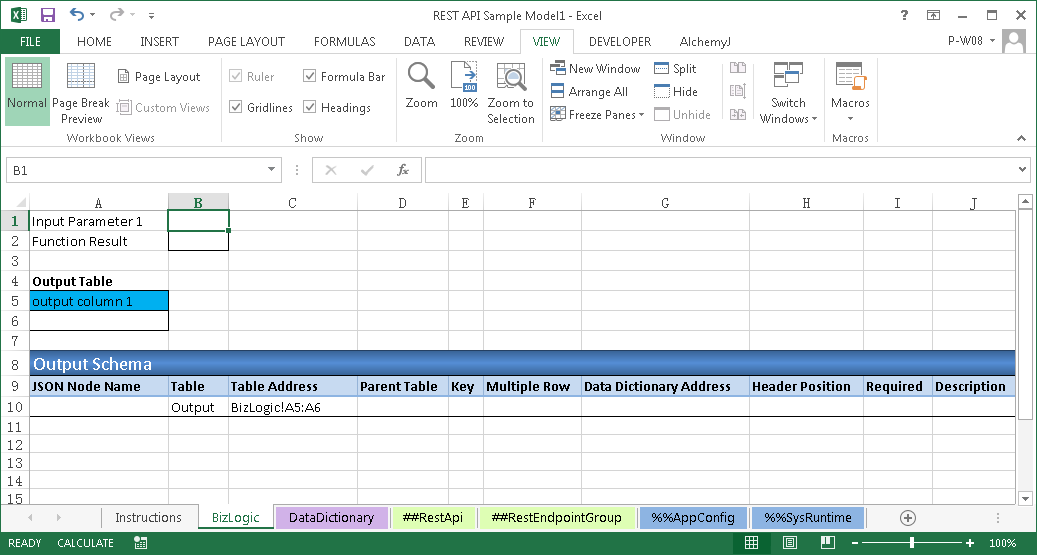 REST API Sample Model1 - Excel
FILE HOME INSERT PAGE LAYOUT FORMULAS DATA REVIEW VIEW DEVELOPER AlchemyJ P-W08
Normal Page Break Preview Page Layout Custom Views
Workbook Views
Ruler Formula Bar
Gridlines Headings
Show
Zoom 100% Zoom to Selection
100
Zoom
New Window Split
Arrange All Hide
Freeze Panes Unhide
Switch Windows
Window
Macros
Macros
B1 fx
A B C D E F G H I J
1 Input Parameter 1
2 Function Result
3
4 Output Table
5 output column 1
6
7
8 Output Schema
9 JSON Node Name Table Table Address Parent Table Key Multiple Row Data Dictionary Address Header Position Required Description
10 Output BizLogic!A5:A6
11
12
13
14
15
Instructions BizLogic DataDictionary ##RestApi ##RestEndpointGroup %%AppConfig %%SysRuntime
READY CALCULATE 100%